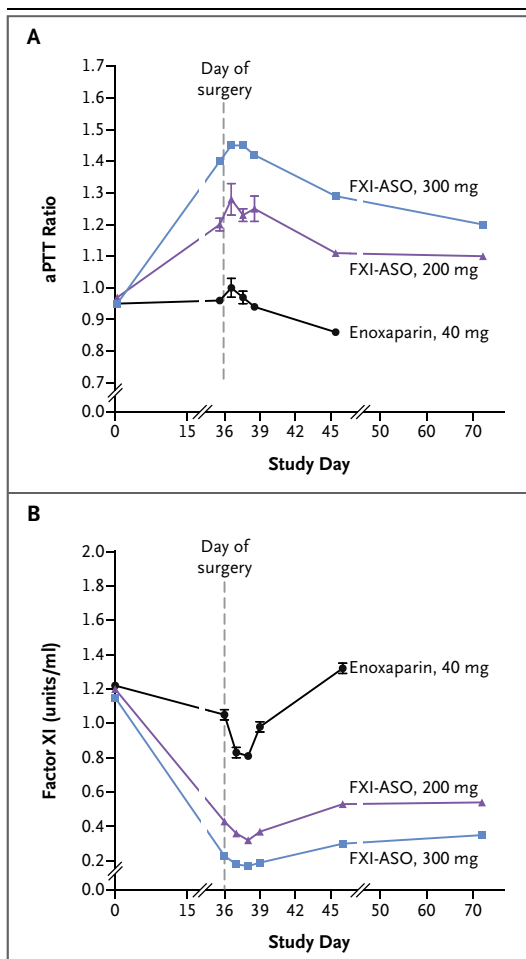 A
1.7
1.6
1.5
1.4
1.3
1.2
1.1
1.0
0.9
0.8
0.7
0.0
aPTT Ratio
Day of
surgery
FXI-ASO, 300 mg
FXI-ASO, 200 mg
Enoxaparin, 40 mg
0 15 36 39 42 45 50 60 70
Study Day
B
2.0
1.8
1.6
1.4
1.2
1.0
0.8
0.6
0.4
0.2
0.0
Factor XI (units/ml)
Day of
surgery
Enoxaparin, 40 mg
FXI-ASO, 200 mg
FXI-ASO, 300 mg
0 15 36 39 42 45 50 60 70
Study Day